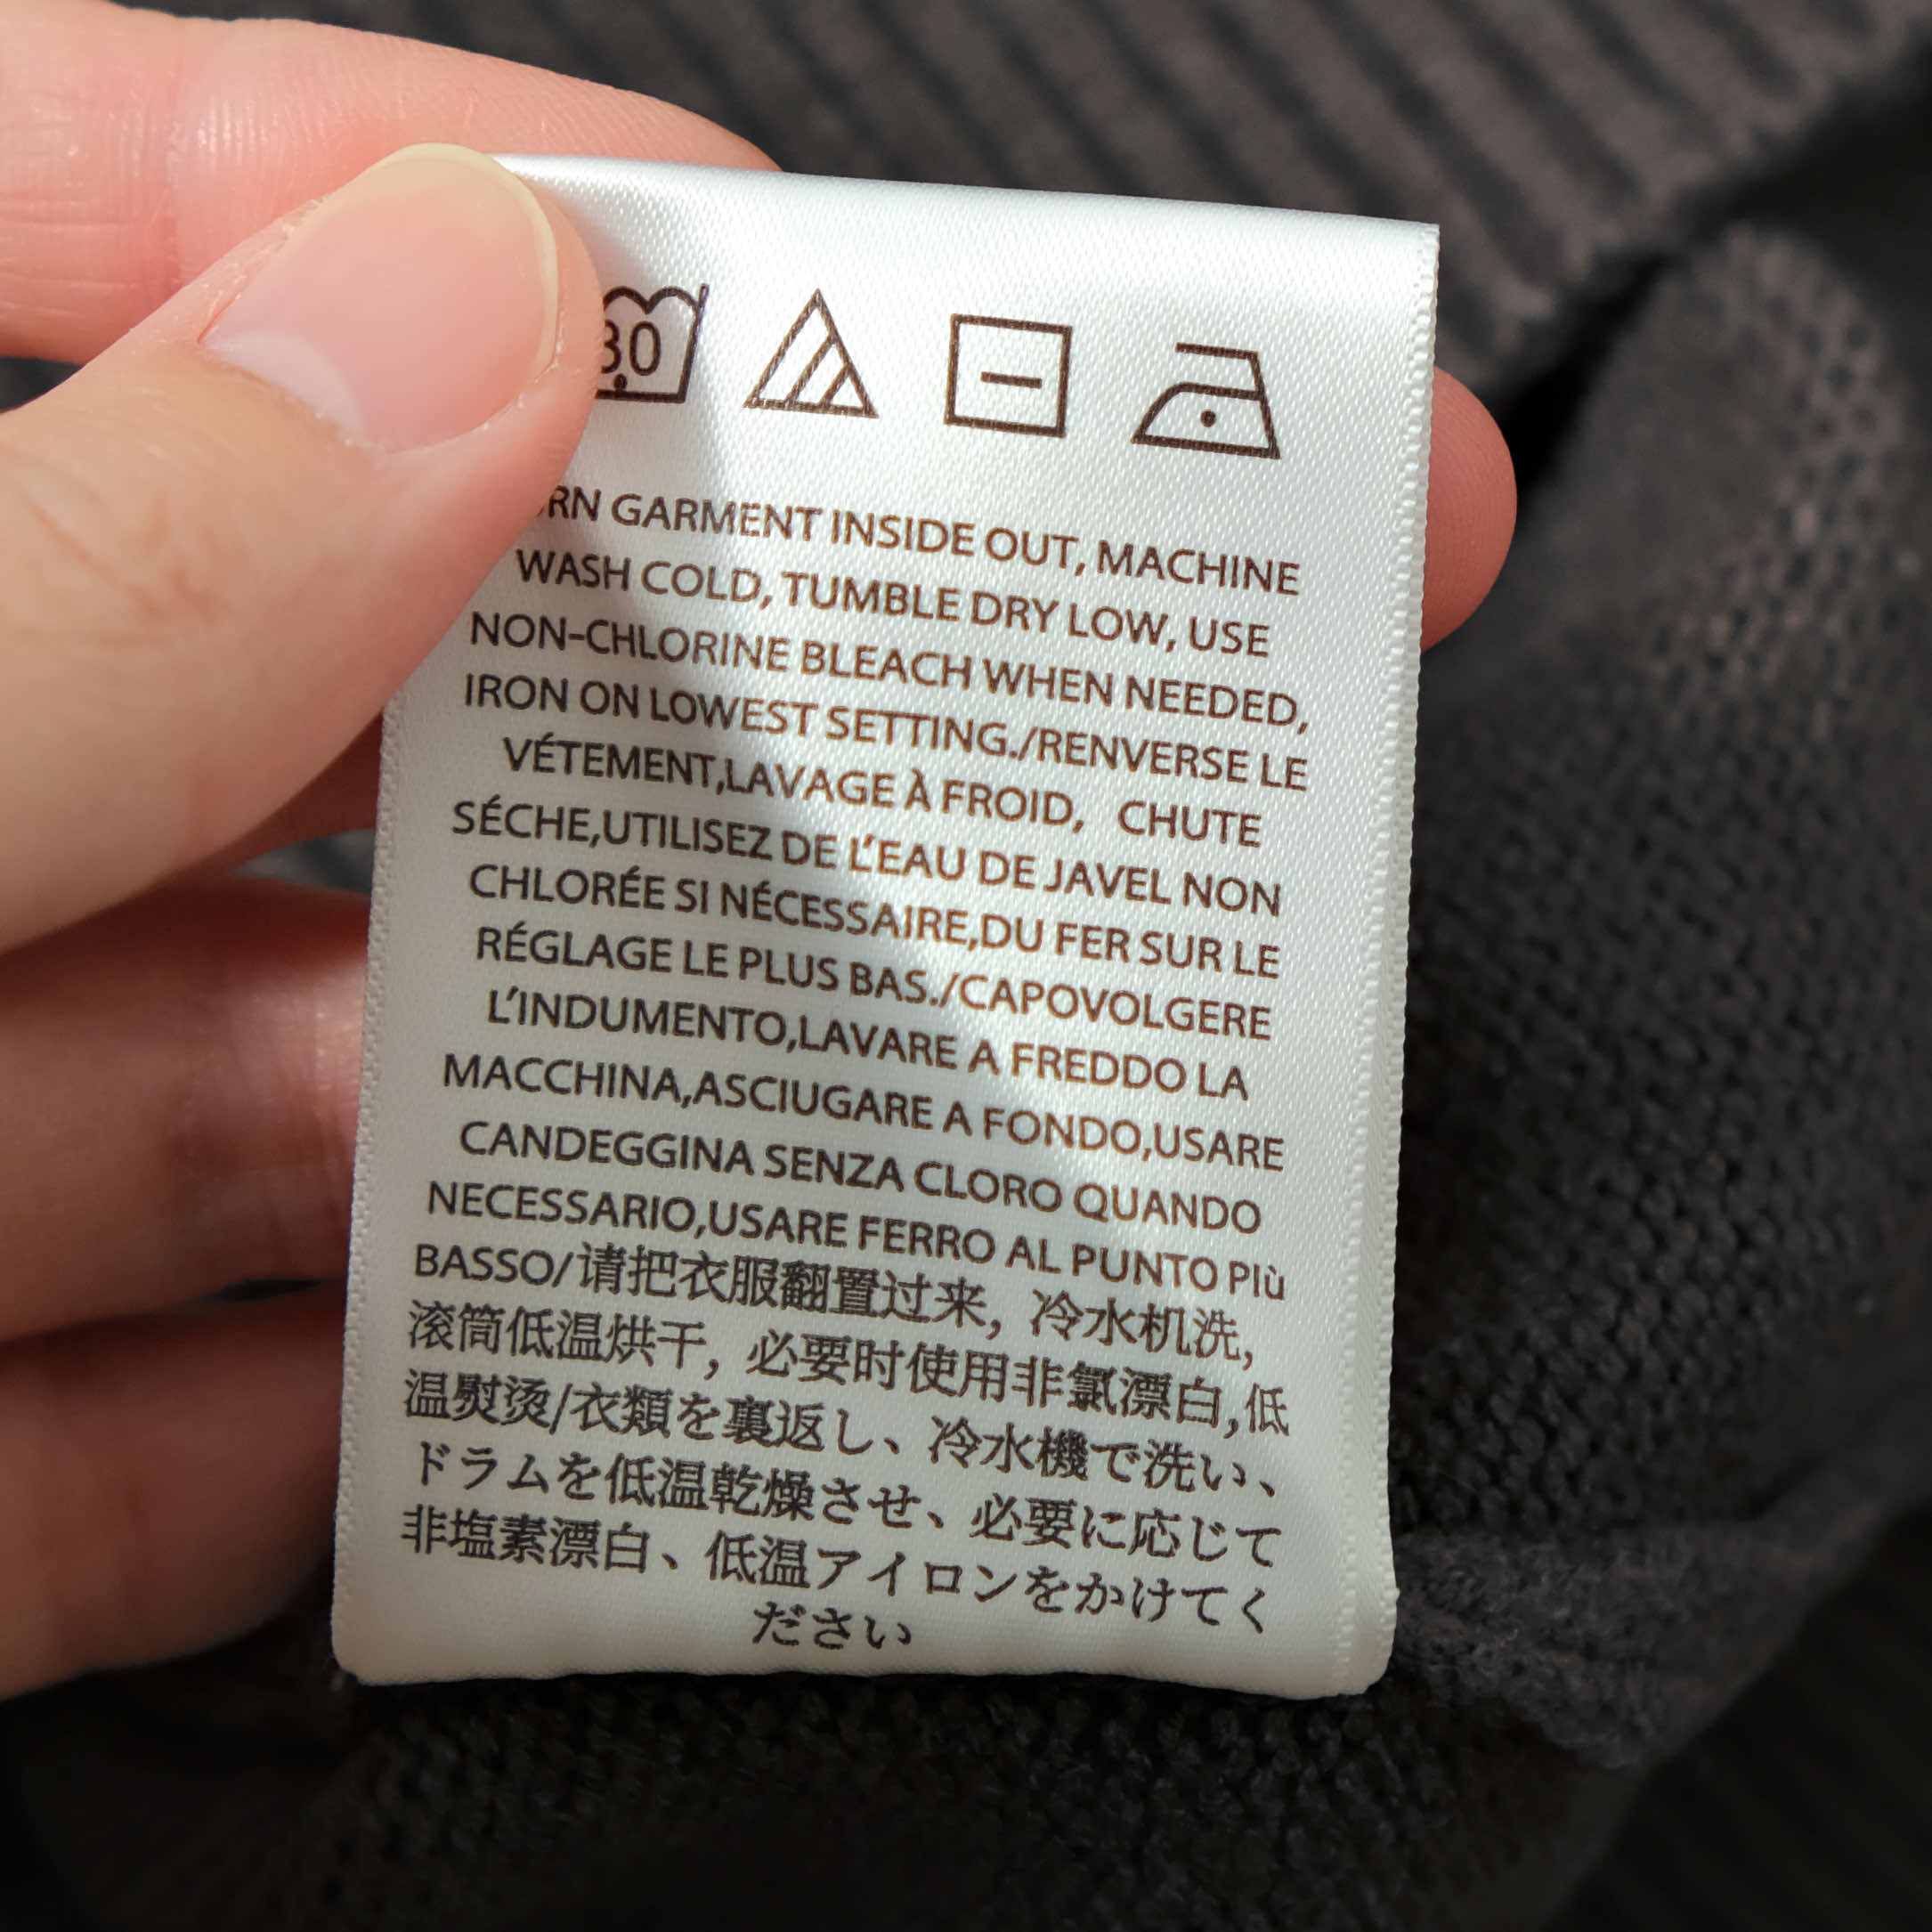 30
GARMENT INSIDE OUT, MACHINE
WASH COLD, TUMBLE DRY LOW, USE
NON-CHLORINE BLEACH WHEN NEEDED,
IRON ON LOWEST SETTING./RENVERSE LE
VÉTEMENT,LAVAGE À FROID, CHUTE
SÉCHE,UTILISEZ DE L'EAU DE JAVEL NON
CHLORÉE SI NÉCESSAIRE,DU FER SUR LE
RÉGLAGE LE PLUS BAS./CAPOVOLGERE
L'INDUMENTO,LAVARE A FREDDO LA
MACCHINA,ASCIUGARE A FONDO,USARE
CANDEGGINA SENZA CLORO QUANDO
NECESSARIO,USARE FERRO AL PUNTO PIù
BASSO/请把衣服翻置过来, 冷水机洗,
滚筒低温烘干, 必要时使用非氯漂白,低
温熨烫/衣類を裏返し、冷水機で洗い、
ドラムを低温乾燥させ、必要に応じて
非塩素漂白、低温アイロンをかけてく
ださい